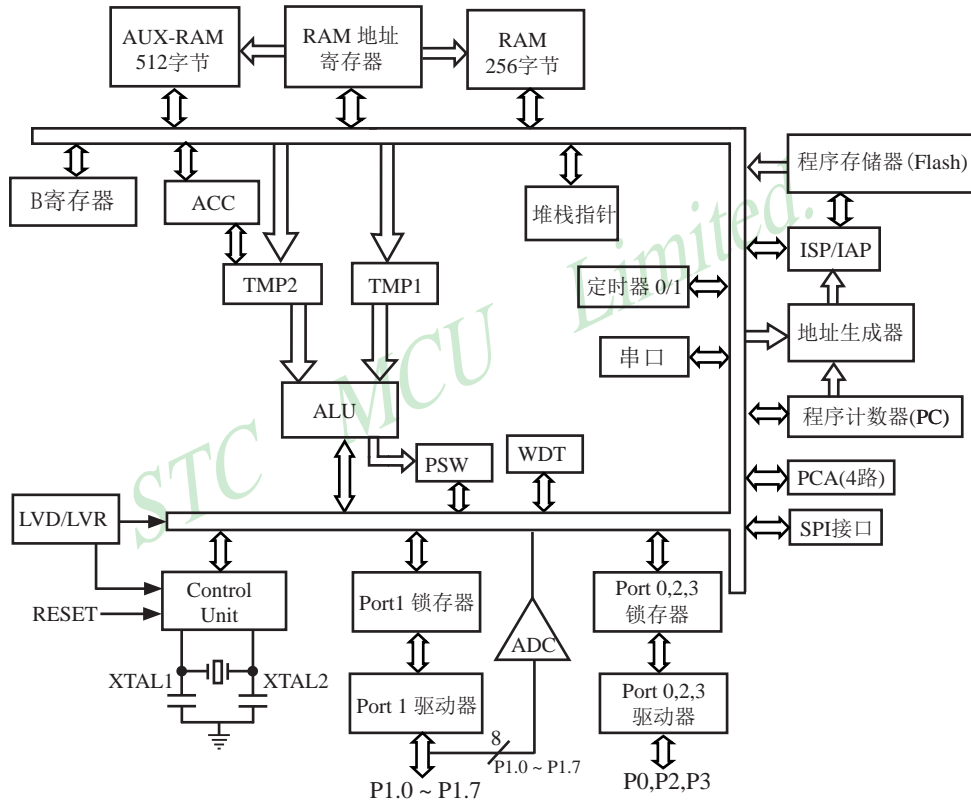 AUX-RAM
512字节
RAM 地址
寄存器
RAM
256字节
程序存储器(Flash)
B寄存器
ACC
堆栈指针
ISP/IAP
TMP2
TMP1
定时器 0/1
地址生成器
串口
ALU
程序计数器(PC)
PSW
WDT
PCA(4路)
LVD/LVR
SPI接口
Control
Unit
RESET
Port1 锁存器
ADC
Port 0,2,3
锁存器
XTAL1
XTAL2
Port 1 驱动器
Port 0,2,3
驱动器
8
P1.0 ~ P1.7
P1.0 ~ P1.7
P0,P2,P3
STC MCU Limited.